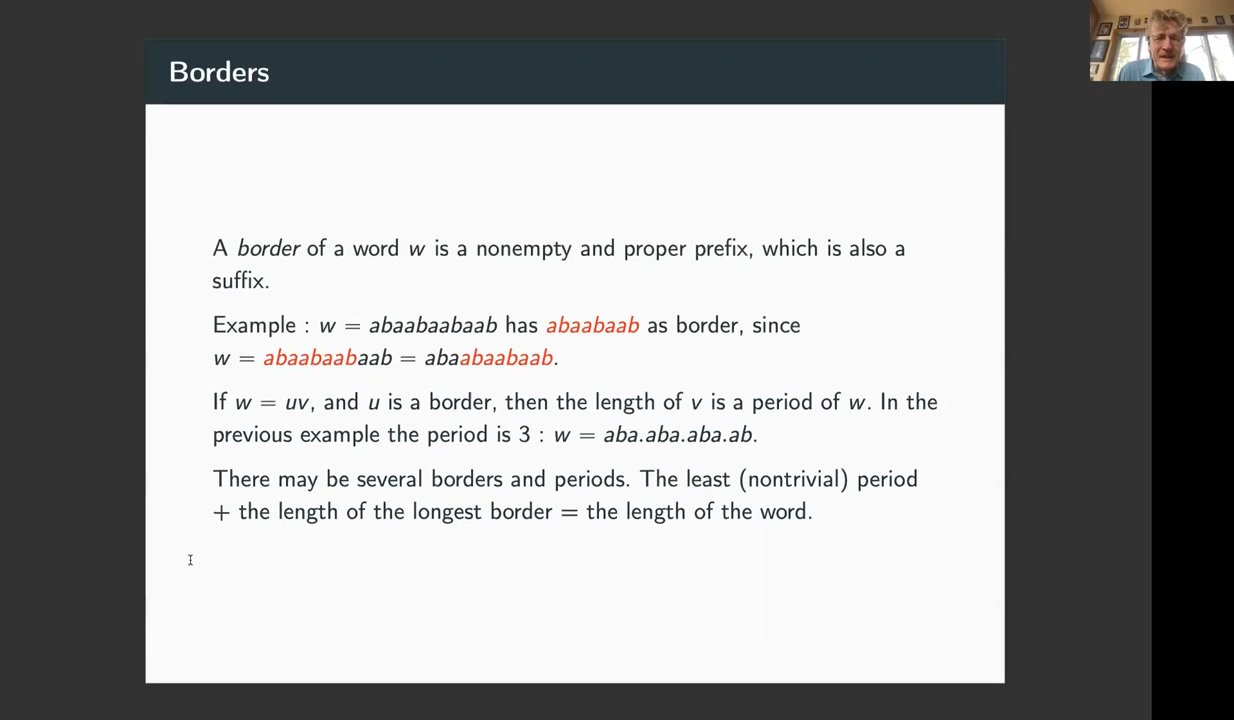 Borders
A border of a word w is a nonempty and proper prefix, which is also a
suffix.
Example : w = abaabaabaab has abaabaab as border, since
w = abaabaabaab = abaabaabaab.
If w = uv, and u is a border, then the length of v is a period of w. In the
previous example the period is 3 : w = aba.aba.aba.ab.
There may be several borders and periods. The least (nontrivial) period
+ the length of the longest border = the length of the word.